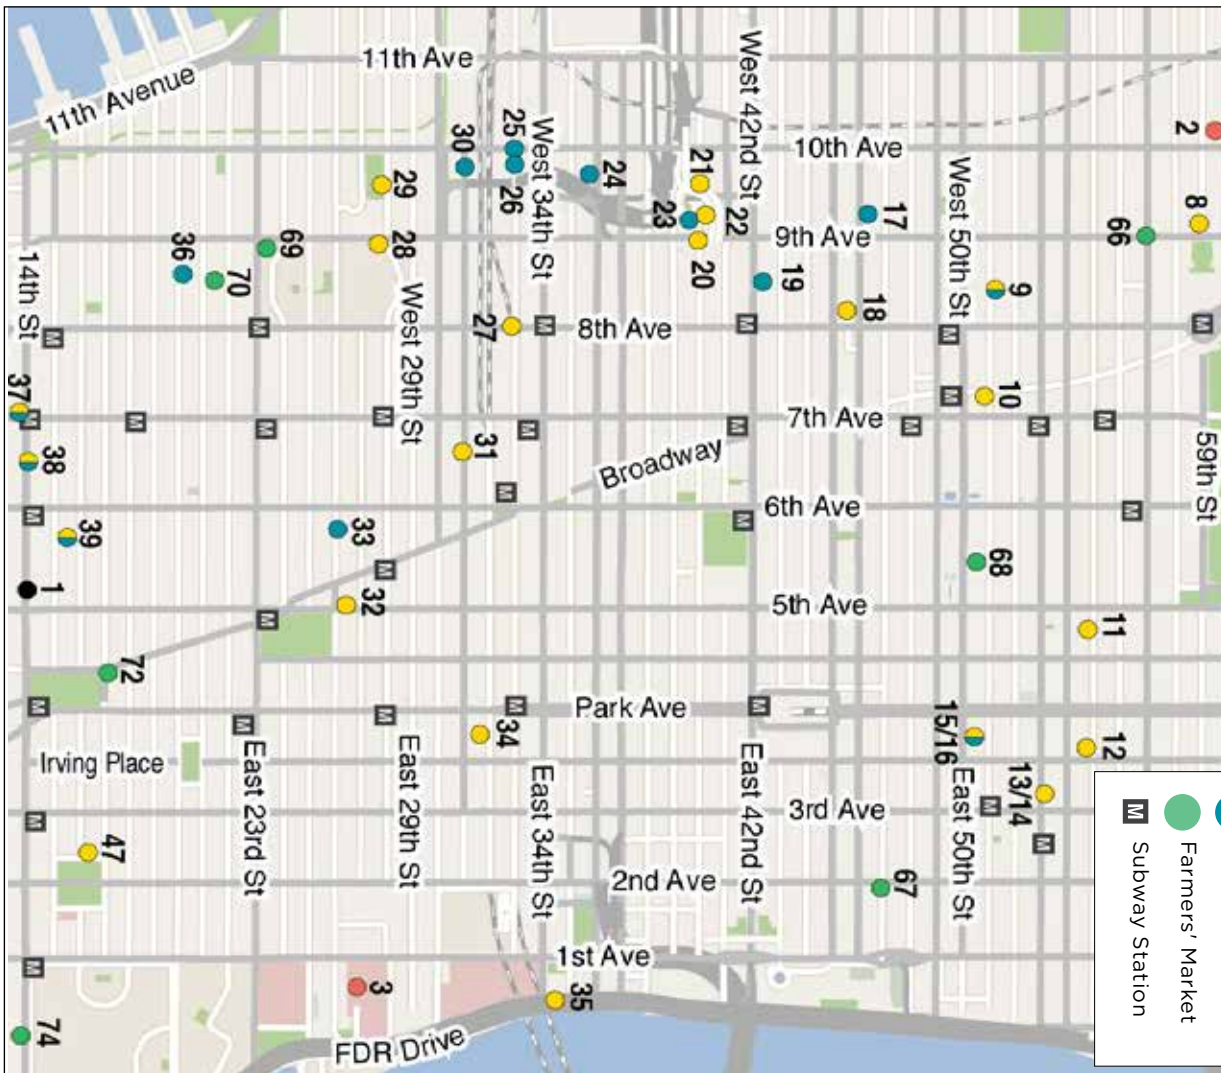 11th Ave
11th Avenue
West 42nd St
2
25
30
West 34th St
10th Ave
24
21
29
26
West 50th St
8
17
22
23
28
69
9th Ave
66
36
70
20
19
9
14th St
West 29th St
18
27
8th Ave
M
M
M
M
M
M
10
37
7th Ave
M
M
M
M
M
M
M
M
M
M
31
38
Broadway
59th St
M
6th Ave
M
M
M
39
33
68
M
1
32
5th Ave
M
11
72
Park Ave
M
M
M
M
M
34
15/16
12
Irving Place
East 23rd St
East 29th St
East 34th St
East 42nd St
East 50th St
13/14
3rd Ave
M
M
M
47
2nd Ave
67
M Subway Station
Farmers' Market
1st Ave
M
3
35
74
FDR Drive